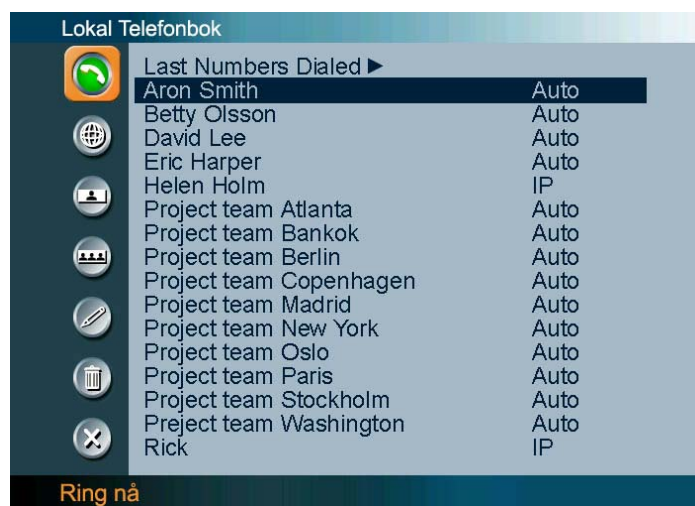 Lokal Telefonbok
Last Numbers Dialed ▶
Aron Smith Auto
Betty Olsson Auto
David Lee Auto
Eric Harper Auto
Helen Holm IP
Project team Atlanta Auto
Project team Bankok Auto
Project team Berlin Auto
Project team Copenhagen Auto
Project team Madrid Auto
Project team New York Auto
Project team Oslo Auto
Project team Paris Auto
Project team Stockholm Auto
Preject team Washington Auto
Rick IP
Ring nå